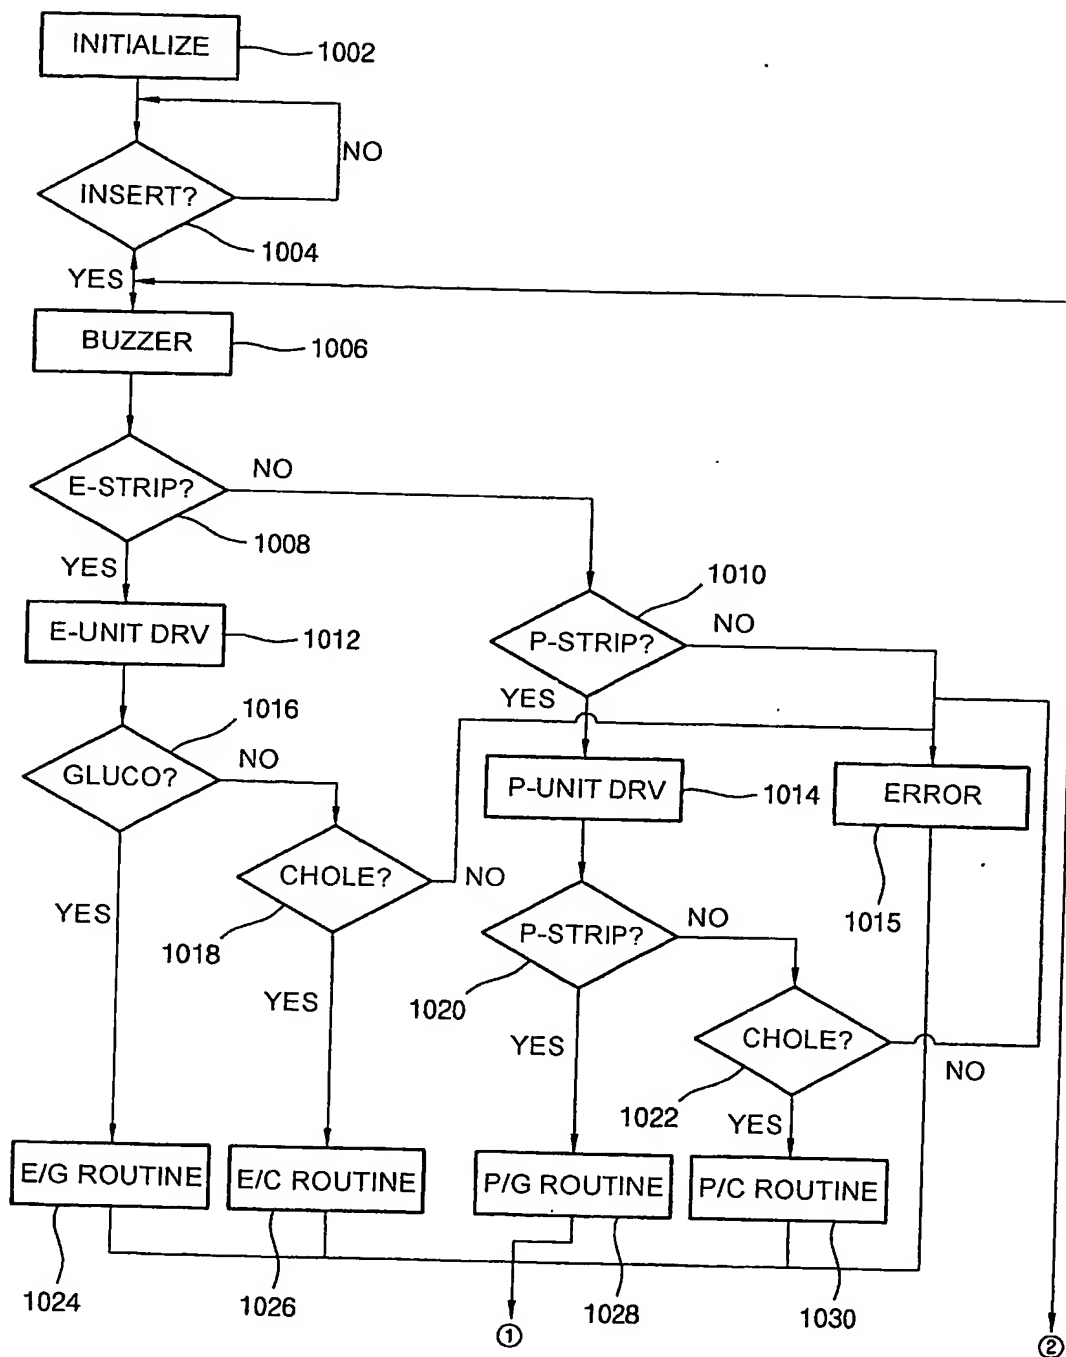 INITIALIZE
1002
NO
INSERT?
1004
YES
BUZZER
1006
NO
E-STRIP?
1008
YES
1010
E-UNIT DRV
1012
P-STRIP?
NO
YES
1016
GLUCO?
NO
P-UNIT DRV
1014
ERROR
CHOLE?
NO
1015
YES
1018
P-STRIP?
NO
1020
YES
YES
CHOLE?
NO
1022
YES
E/G ROUTINE
E/C ROUTINE
P/G ROUTINE
P/C ROUTINE
1024
1026
1028
1030
①
②